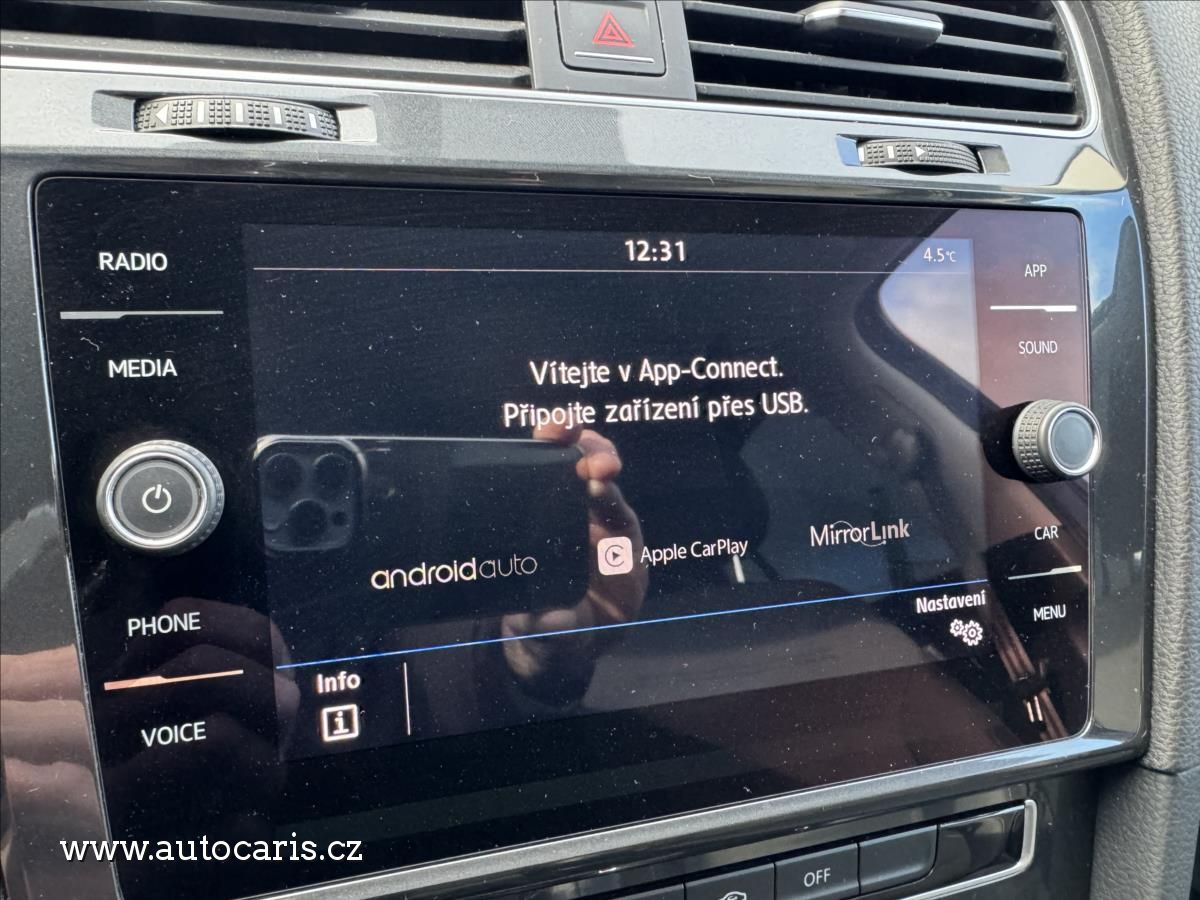 RADIO
MEDIA
PHONE
VOICE
12:31
4.5°C
Vítejte v App-Connect.
Připojte zařízení přes USB.
androidauto
Apple CarPlay
MirrorLink
Nastavení
Info
i
APP
SOUND
CAR
MENU
OFF
www.autocaris.cz